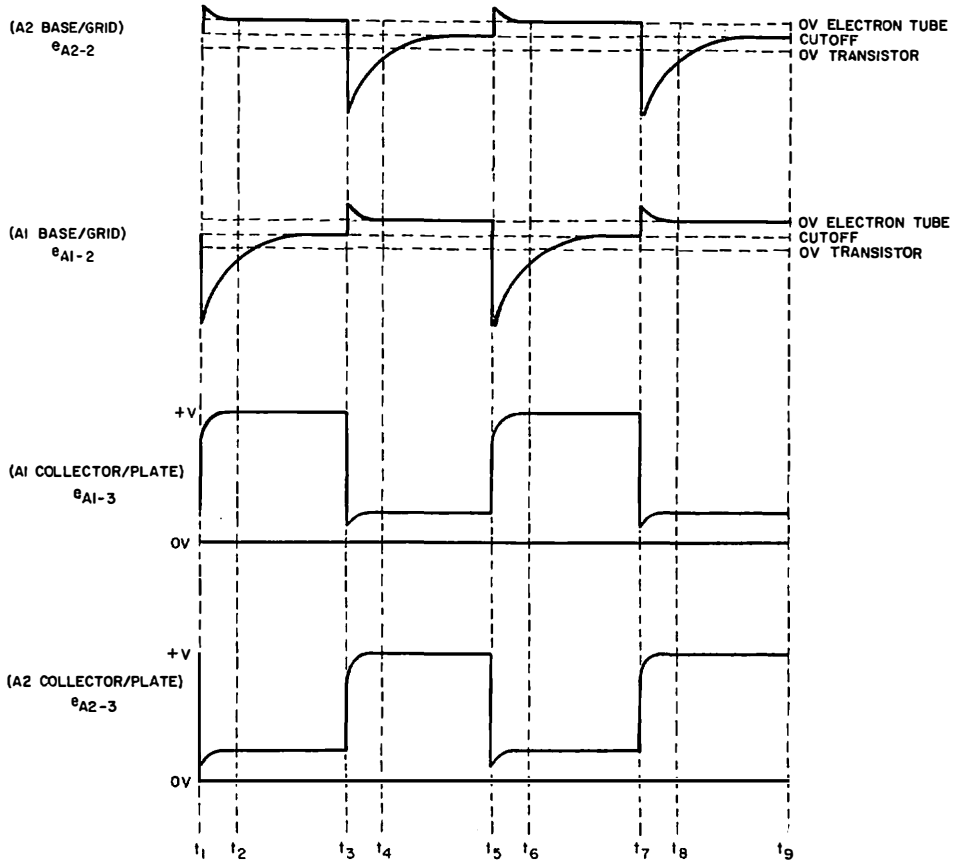 (A2 BASE/GRID)
eA2-2
OV ELECTRON TUBE
CUTOFF
OV TRANSISTOR
(A1 BASE/GRID)
eA1-2
OV ELECTRON TUBE
CUTOFF
OV TRANSISTOR
+V
(A1 COLLECTOR/PLATE)
eA1-3
OV
+V
(A2 COLLECTOR/PLATE)
eA2-3
OV
t1 t2 t3 t4 t5 t6 t7 t8 t9